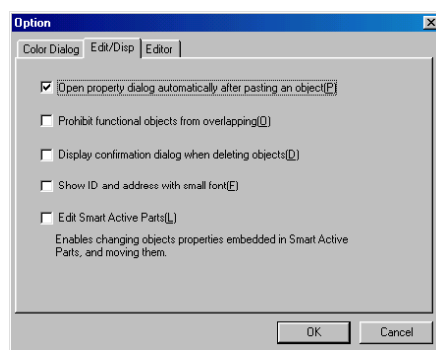 Option
Color Dialog Edit/Disp Editor
Open property dialog automatically after pasting an object(P)
Prohibit functional objects from overlapping(O)
Display confirmation dialog when deleting objects(D)
Show ID and address with small font(F)
Edit Smart Active Parts(L)
Enables changing objects properties embedded in Smart Active
Parts, and moving them.
OK Cancel